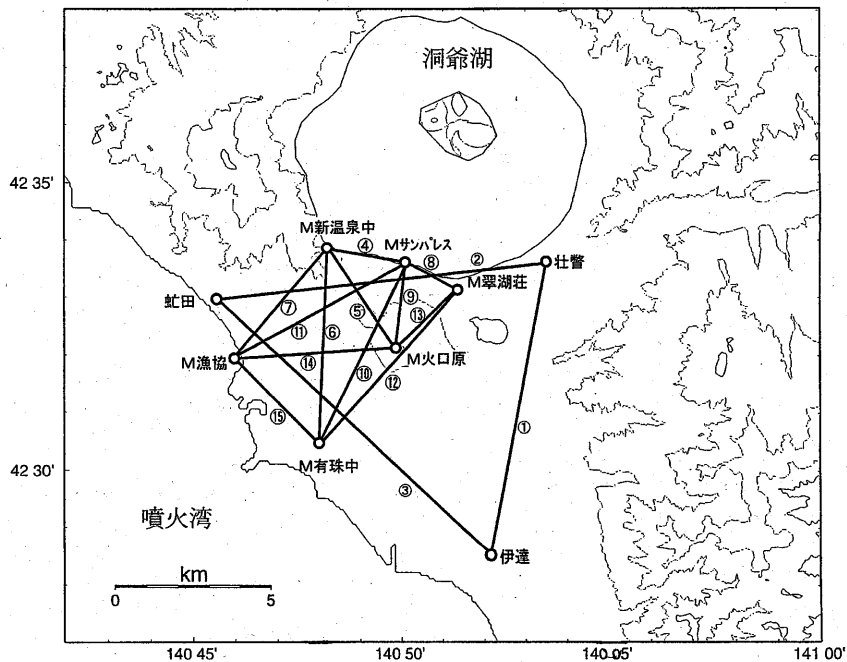 洞爺湖
42 35'
M新温泉中
④
Mサンパレス
⑧
②
壮瞥
M翠湖荘
虻田
⑦
⑤
⑨
⑬
⑪
⑥
M漁協
⑭
⑩
⑫
M火口原
⑮
①
M有珠中
42 30'
③
噴火湾
伊達
km
0
5
140 45'
140 50'
140 05'
141 00'